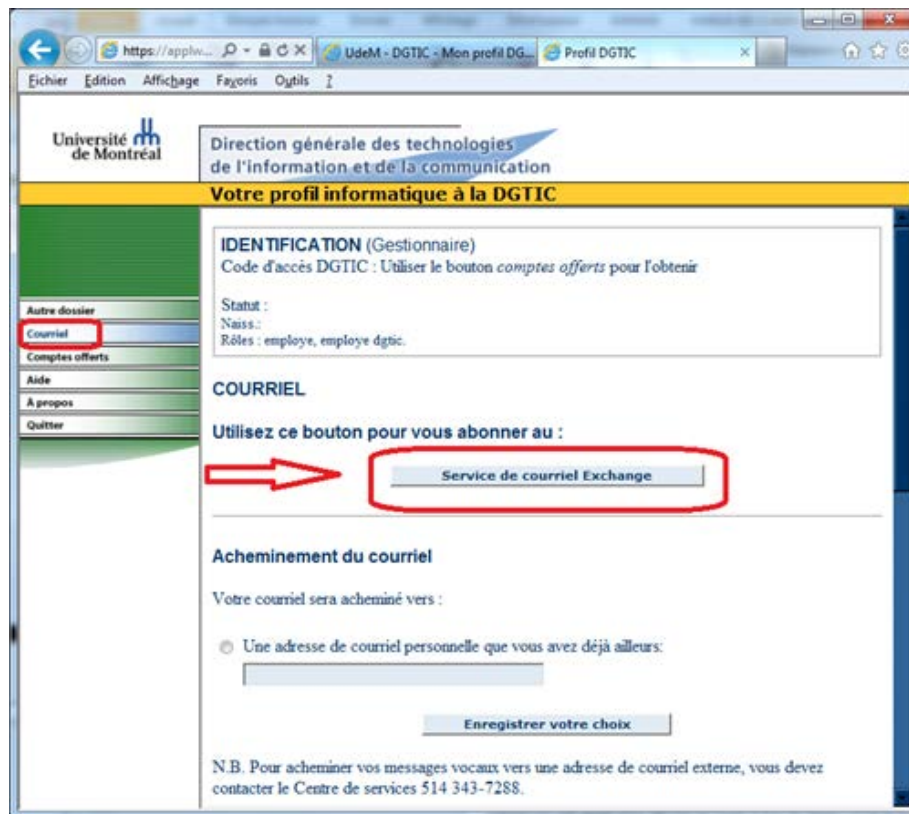 https://applw...
UdeM - DGTIC - Mon profil DG...
Profil DGTIC
Eichier Edition Affichage Favoris Outils ?
Université
de Montréal
Direction générale des technologies
de l'information et de la communication
Votre profil informatique à la DGTIC
IDENTIFICATION (Gestionnaire)
Code d'accès DGTIC : Utiliser le bouton comptes offerts pour l'obtenir
Statut :
Naiss.:
Rôles : employe, employe dgtic.
Autre dossier
Courriel
Comptes offerts
Aide
A propos
Quitter
COURRIEL
Utilisez ce bouton pour vous abonner au :
Service de courriel Exchange
Acheminement du courriel
Votre courriel sera acheminé vers :
Une adresse de courriel personnelle que vous avez déjà ailleurs:
Enregistrer votre choix
N.B. Pour acheminer vos messages vocaux vers une adresse de courriel externe, vous devez
contacter le Centre de services 514 343-7288.